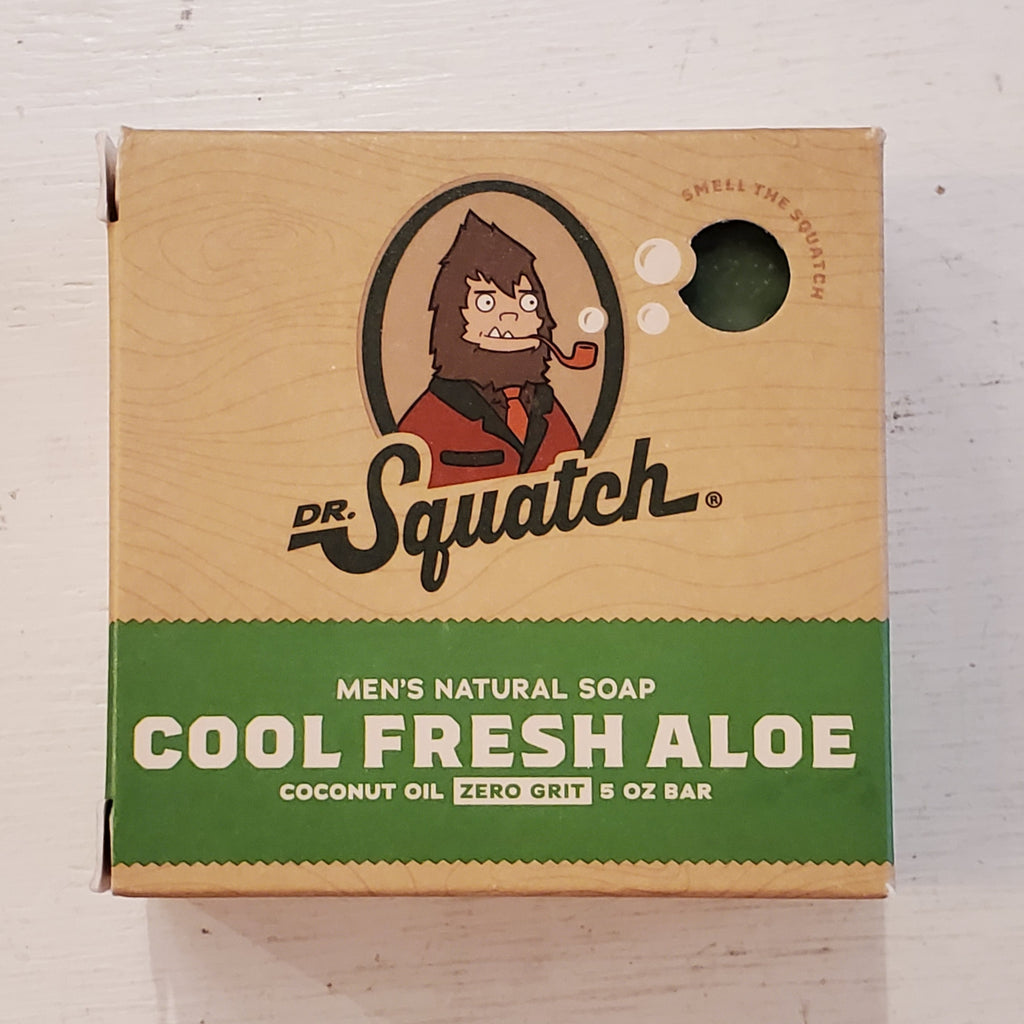 SMELL THE SQUATCH
DR. Squatch ®
MEN'S NATURAL SOAP
COOL FRESH ALOE
COCONUT OIL ZERO GRIT 5 OZ BAR